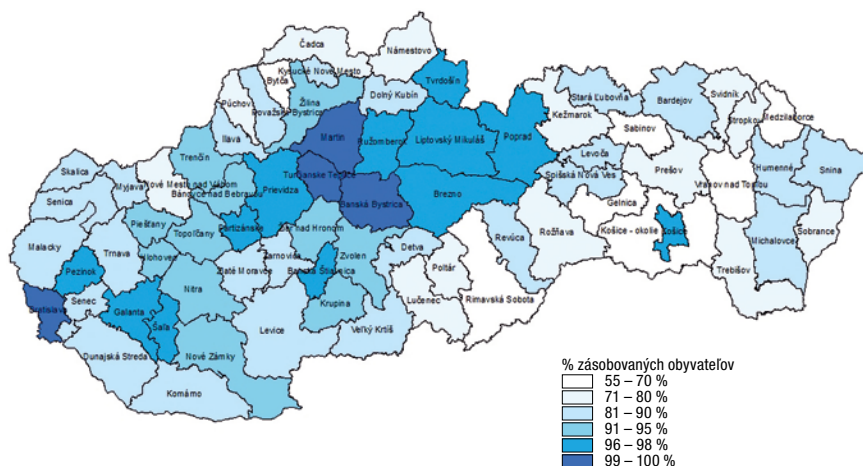 Čadca
Námestovo
Kysucké Nové Mesto
Bytča
Tvrdošín
Dolný Kubín
Púchov
Považská Bystrica
Žilina
Ilava
Martin
Ružomberok
Liptovský Mikuláš
Poprad
Kežmarok
Stará Ľubovňa
Bardejov
Svidník
Stropkov
Medzilaborce
Sabinov
Levoča
Prešov
Humenné
Snina
Spišská Nová Ves
Vranov nad Topľou
Gelnica
Košice - okolie
Košice
Michalovce
Sobrance
Trebišov
Rožňava
Revúca
Rimavská Sobota
Skalica
Senica
Myjava
Nové Mesto nad Váhom
Trenčín
Bánovce nad Bebravou
Prievidza
Turčianske Teplice
Banská Bystrica
Brezno
Malacky
Piešťany
Topoľčany
Partizánske
Žiar nad Hronom
Zvolen
Detva
Poltár
Lučenec
Pezinok
Trnava
Hlohovec
Zlaté Moravce
Žarnovica
Banská Štiavnica
Krupina
Veľký Krtíš
Bratislava
Senec
Galanta
Šaľa
Nitra
Levice
Dunajská Streda
Nové Zámky
Komárno
% zásobovaných obyvateľov
55 – 70 %
71 – 80 %
81 – 90 %
91 – 95 %
96 – 98 %
99 – 100 %